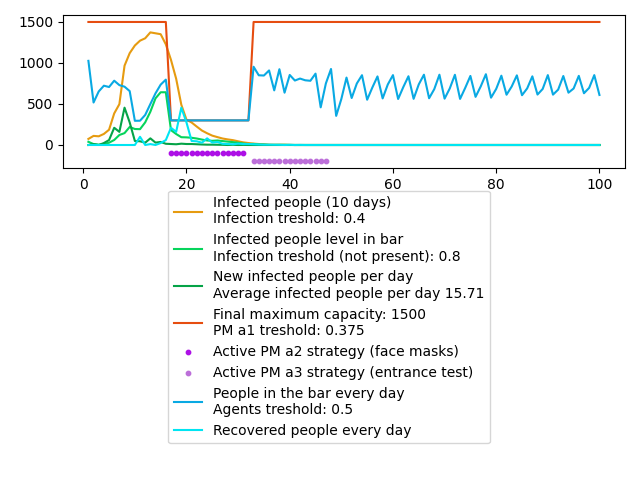 1500
1000
500
0
0
20
40
60
80
100
Infected people (10 days)
Infection treshold: 0.4
Infected people level in bar
Infection treshold (not present): 0.8
New infected people per day
Average infected people per day 15.71
Final maximum capacity: 1500
PM a1 treshold: 0.375
Active PM a2 strategy (face masks)
Active PM a3 strategy (entrance test)
People in the bar every day
Agents treshold: 0.5
Recovered people every day